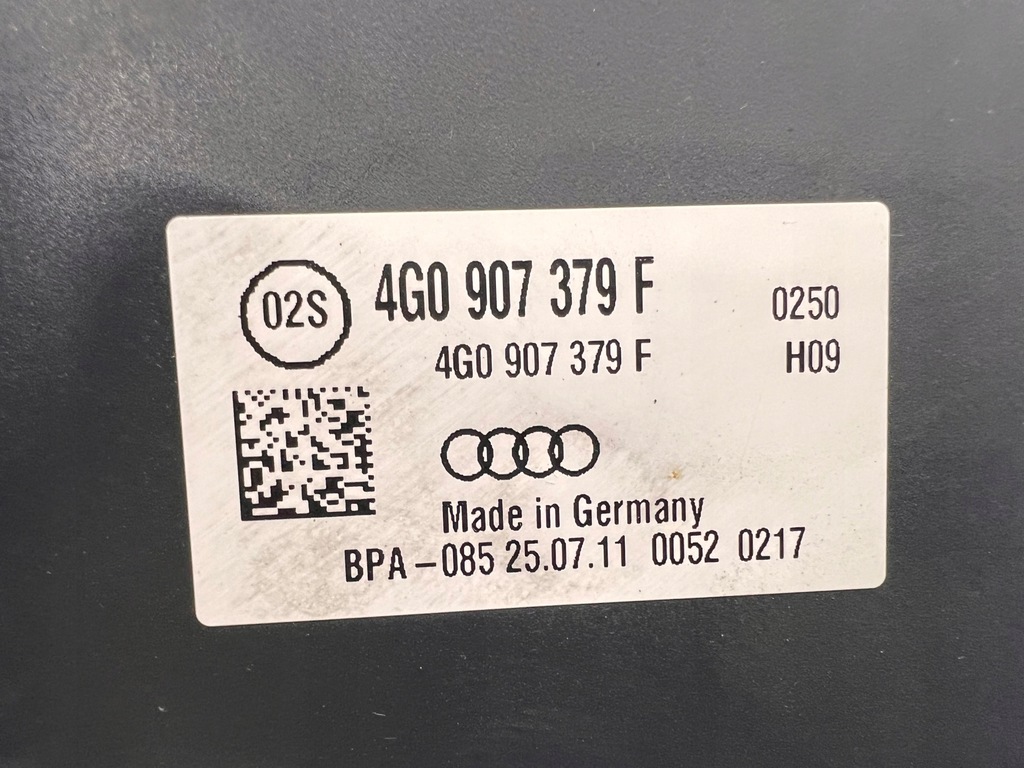 02S 4G0 907 379 F 0250
4G0 907 379 F H09
Made in Germany
BPA-085 25.07.11 0052 0217